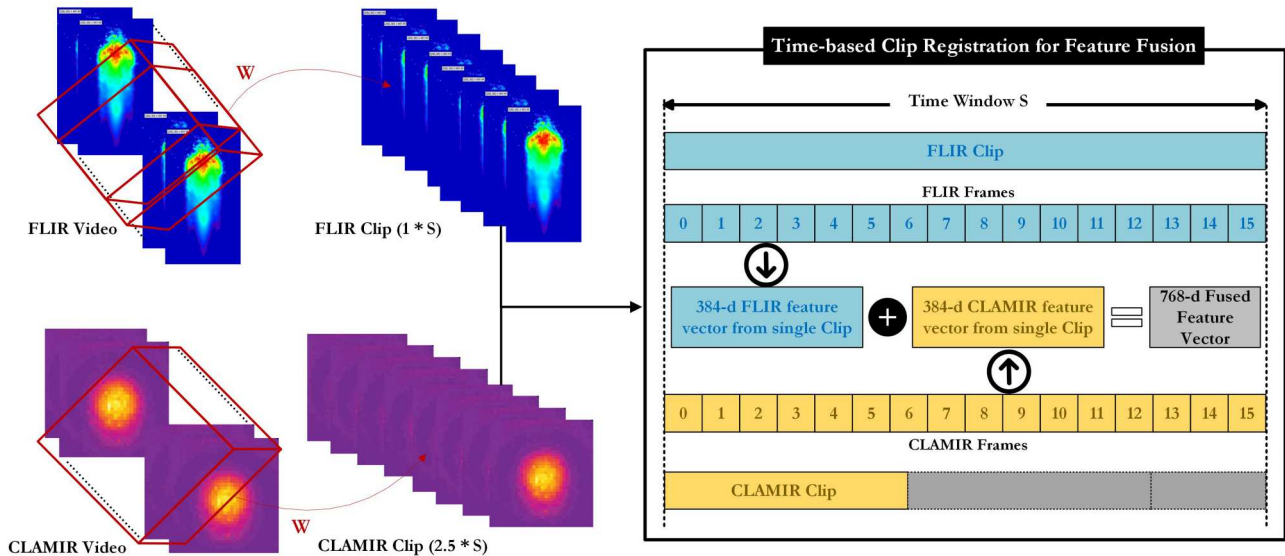 W
FLIR Video
FLIR Clip (1 * S)
W
CLAMIR Video
CLAMIR Clip (2.5 * S)
Time-based Clip Registration for Feature Fusion
Time Window S
FLIR Clip
FLIR Frames
0 1 2 3 4 5 6 7 8 9 10 11 12 13 14 15
384-d FLIR feature
vector from single Clip
+
384-d CLAMIR feature
vector from single Clip
=
768-d Fused
Feature
Vector
0 1 2 3 4 5 6 7 8 9 10 11 12 13 14 15
CLAMIR Frames
CLAMIR Clip